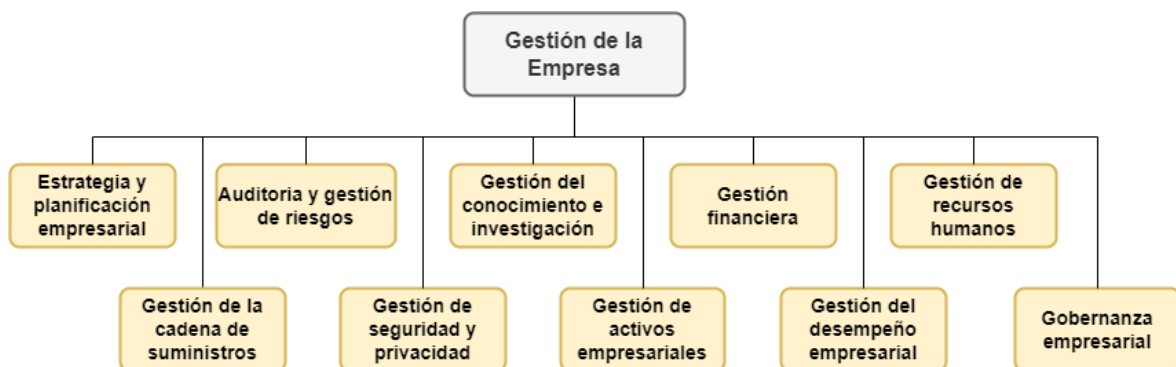 Gestión de la
Empresa
Estrategia y
planificación
empresarial
Auditoria y gestión
de riesgos
Gestión del
conocimiento e
investigación
Gestión
financiera
Gestión de
recursos
humanos
Gestión de la
cadena de
suministros
Gestión de
seguridad y
privacidad
Gestión de
activos
empresariales
Gestión del
desempeño
empresarial
Gobernanza
empresarial